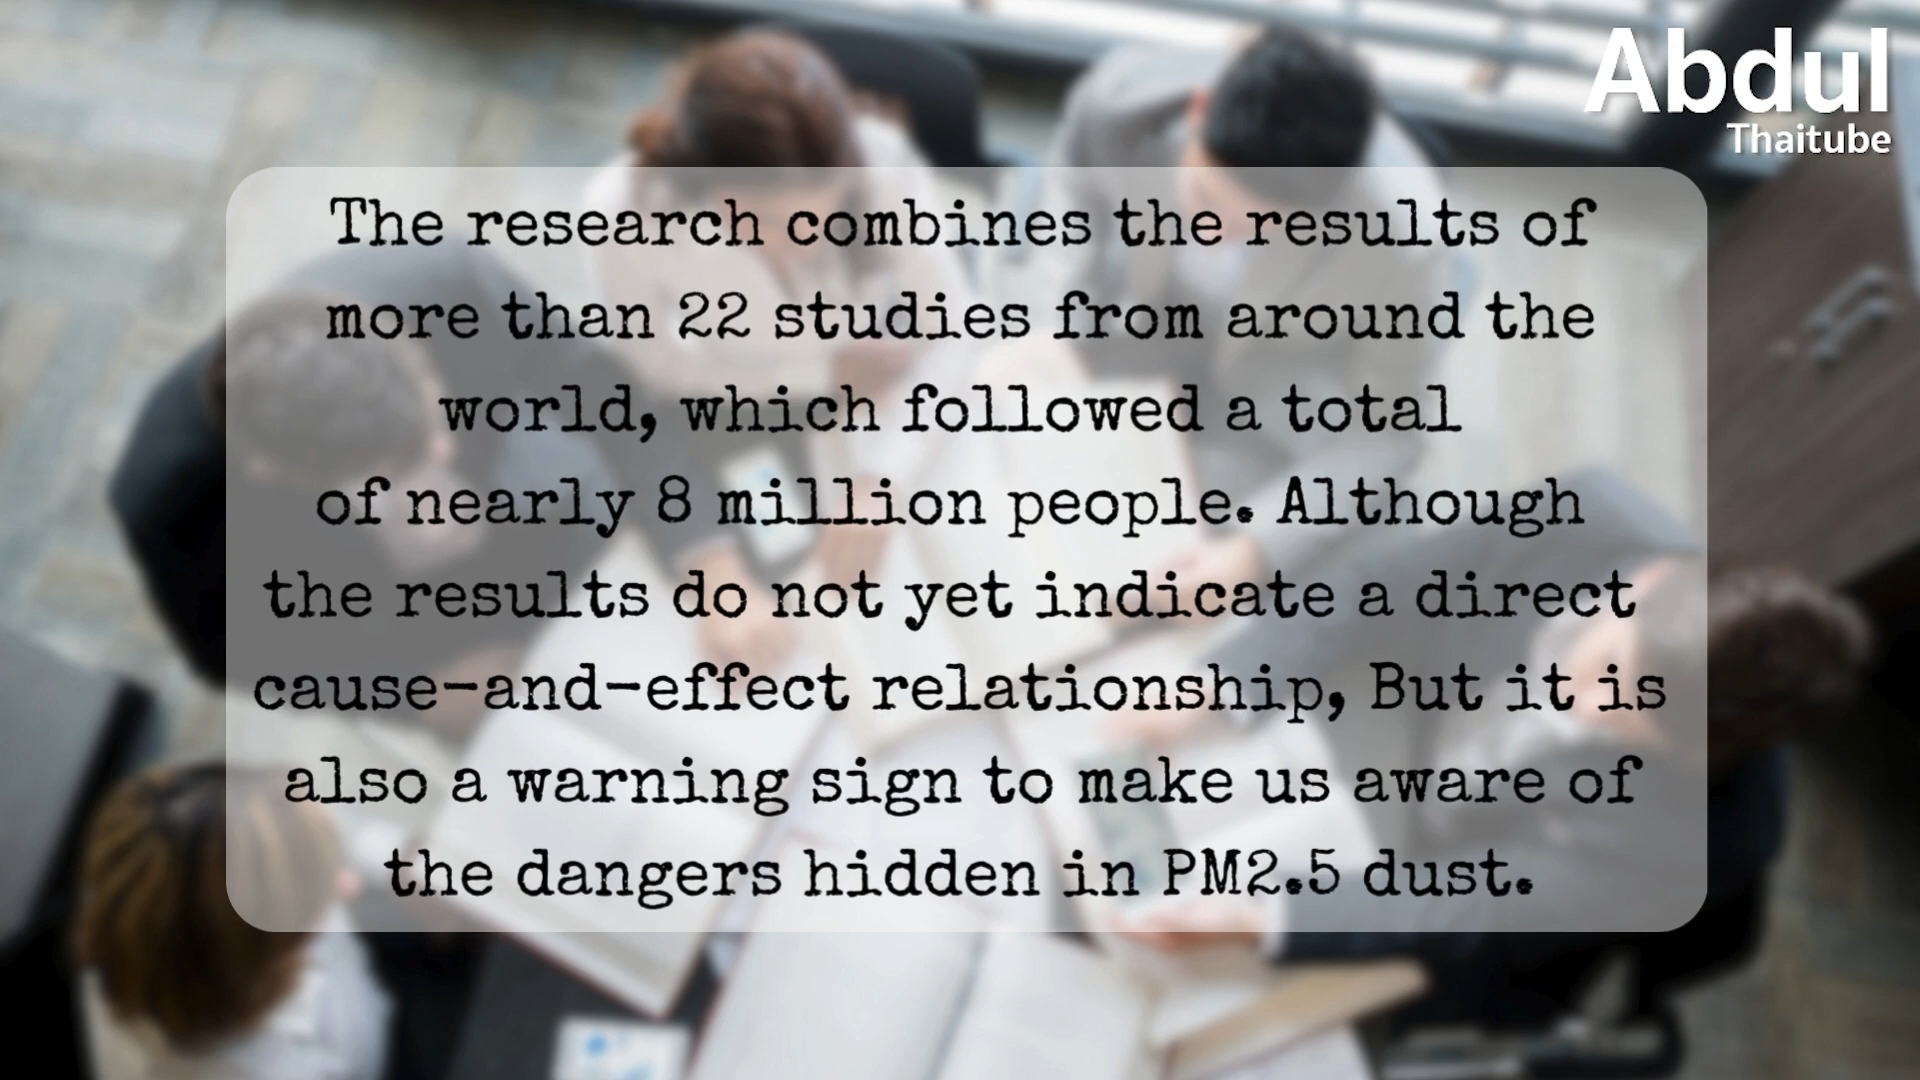 Abdul
Thaitube
The research combines the results of
more than 22 studies from around the
world, which followed a total
of nearly 8 million people. Although
the results do not yet indicate a direct
cause-and-effect relationship, But it is
also a warning sign to make us aware of
the dangers hidden in PM2.5 dust.